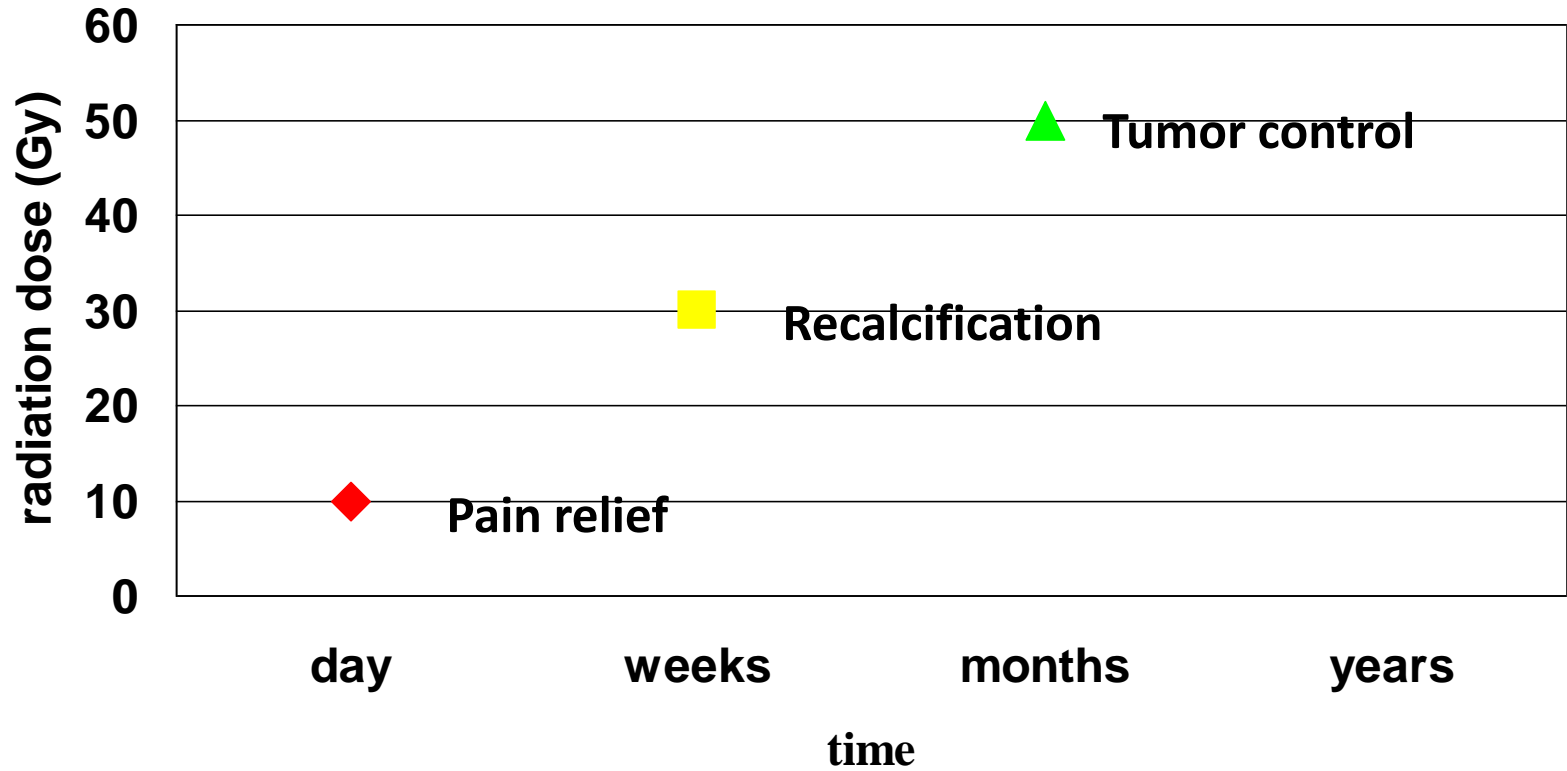 radiation dose (Gy)
60
50
40
30
20
10
0
Tumor control
Recalcification
Pain relief
day weeks months years
time